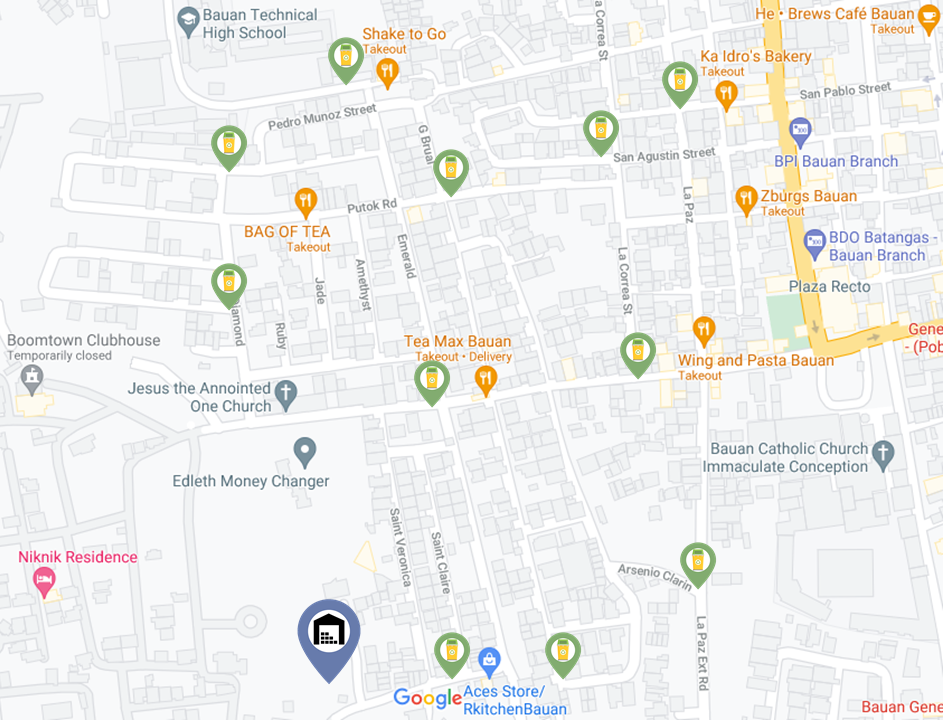 He • Brews Café Bauan
Takeout
Bauan Technical
High School
La Correa St
Shake to Go
Takeout
Ka Idro's Bakery
Takeout
San Pablo Street
Pedro Munoz Street
G Brual
BPI Bauan Branch
San Agustin Street
La Paz
Zburgs Bauan
Takeout
Putok Rd
BAG OF TEA
Takeout
BDO Batangas -
Bauan Branch
Emerald
Amethyst
Jade
La Correa St
Plaza Recto
Diamond
Ruby
Gene
- (Pob
Boomtown Clubhouse
Temporarily closed
Tea Max Bauan
Takeout • Delivery
Wing and Pasta Bauan
Takeout
Jesus the Annointed
One Church
Bauan Catholic Church
Immaculate Conception
Edleth Money Changer
Saint Veronica
Saint Claire
Niknik Residence
Arsenio Clarin
La Paz Ext Rd
Google
Aces Store/
RkitchenBauan
Bauan Gene